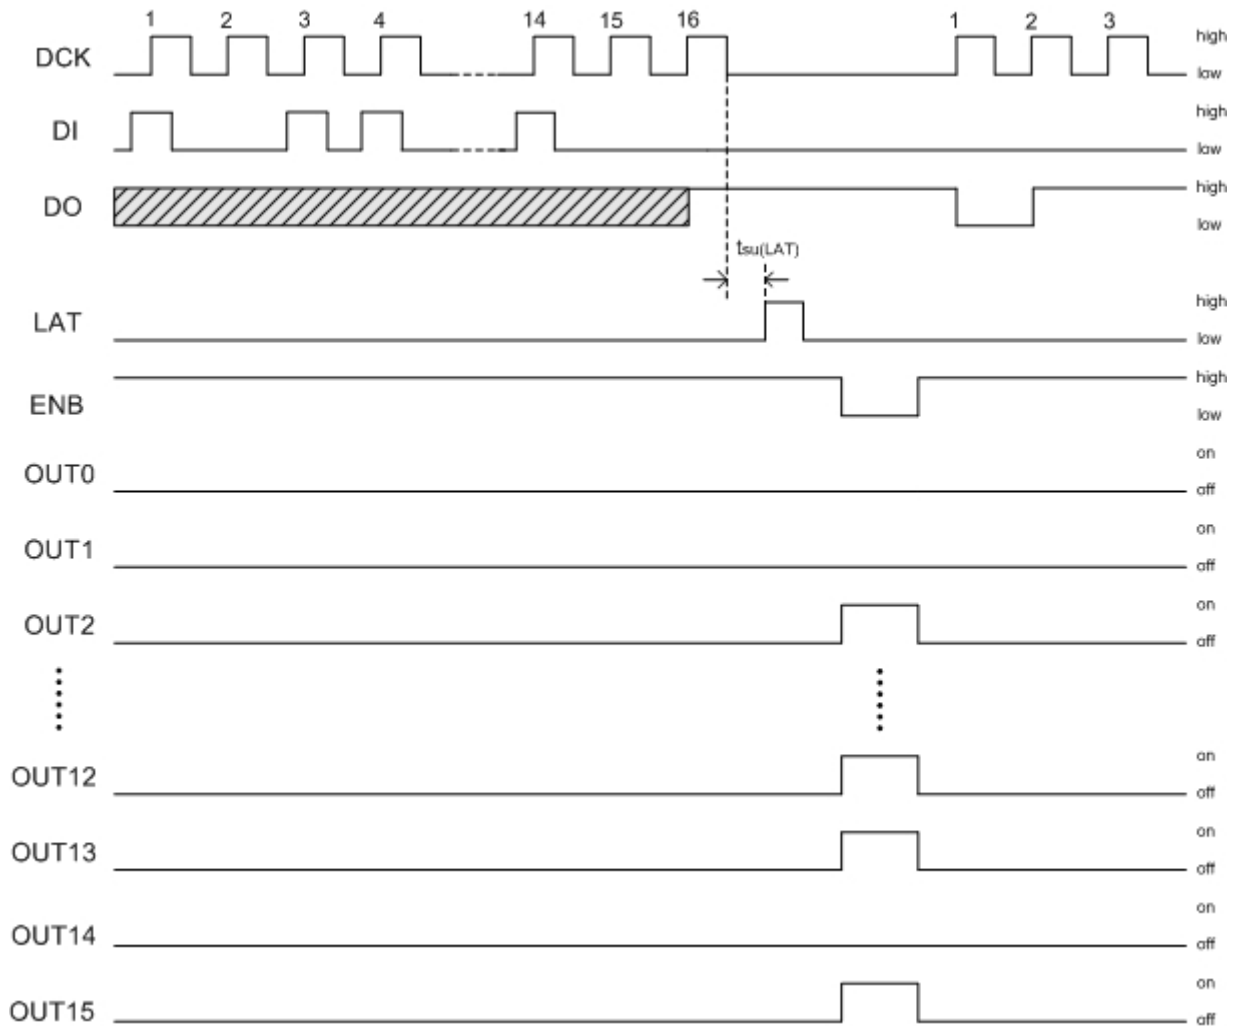 1 2 3 4 14 15 16 1 2 3
DCK high
low
DI high
low
DO high
low
tsu(LAT)
LAT high
low
ENB high
low
OUT0 on
off
OUT1 on
off
OUT2 on
off
OUT12 on
off
OUT13 on
off
OUT14 on
off
OUT15 on
off